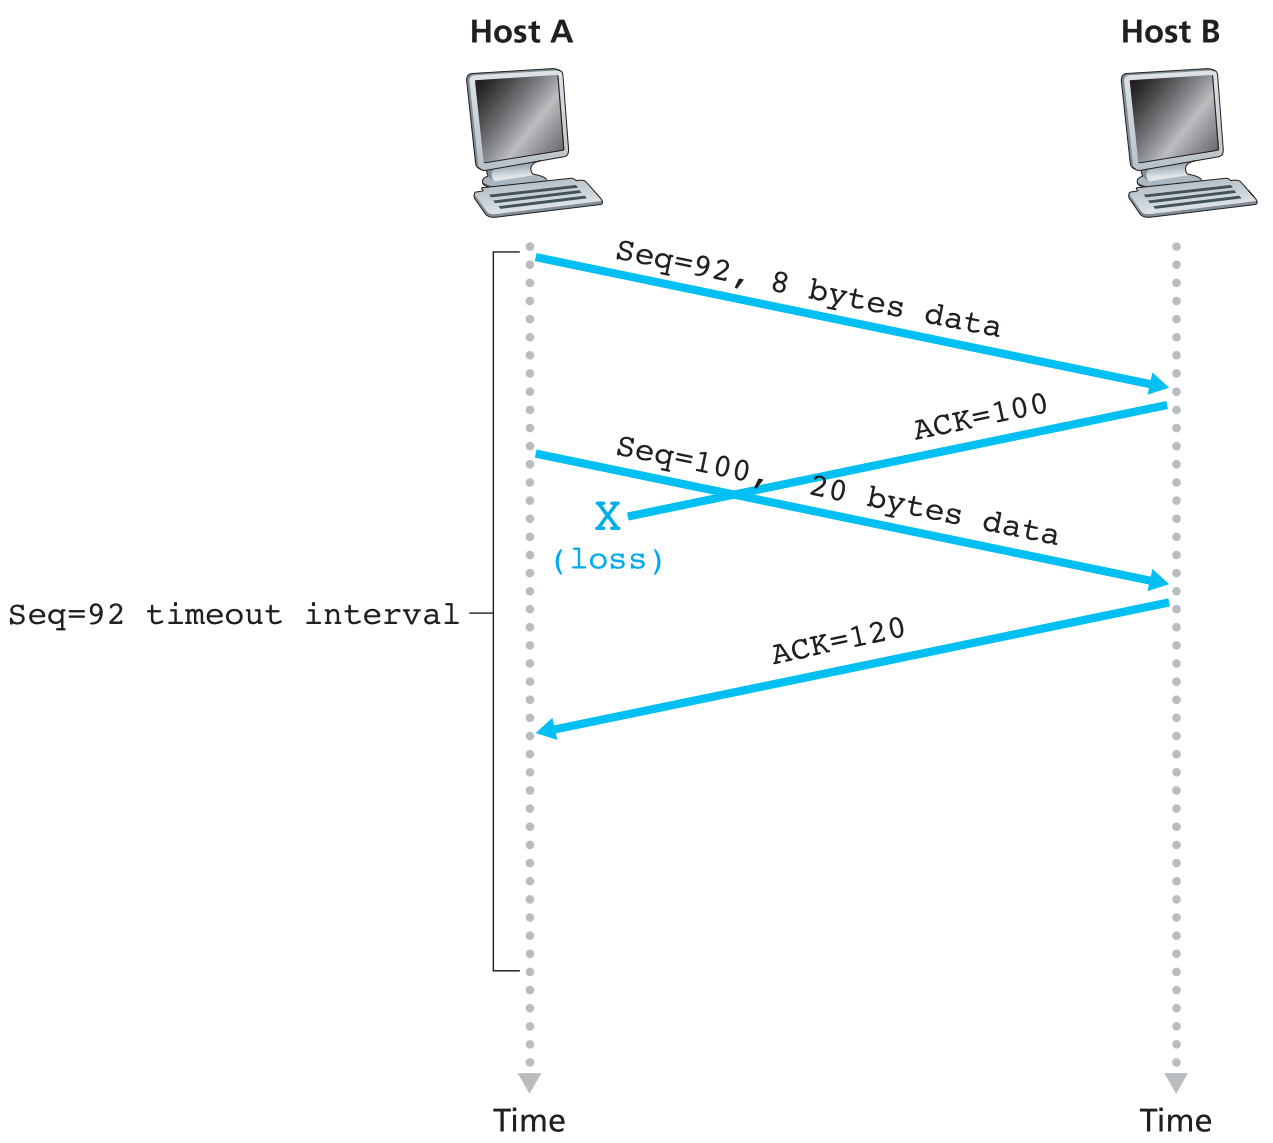 Host A
Host B
Seq=92, 8 bytes data
ACK=100
Seq=100, 20 bytes data
X
(loss)
Seq=92 timeout interval
ACK=120
Time
Time